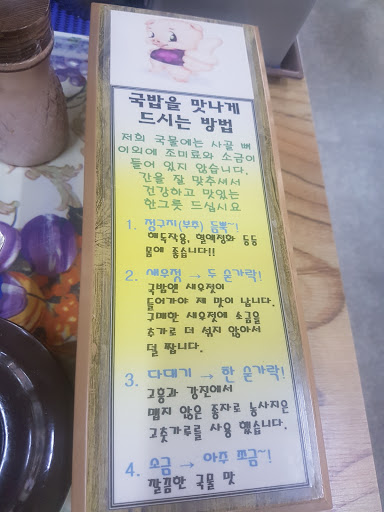 국밥을 맛나게
드시는 방법
저희 국물에는 사골 뼈
이외에 조미료와 소금이
들어 있지 않습니다.
간을 잘 맞추셔서
건강하고 맛있는
한그릇 드십시요
1. 정구지(부추) 듬뿍~!
해독작용, 혈액정화 등등
몸에 좋습니다!!
2. 새우젓 → 두 숟가락!
국밥엔 새우젓이
들어가야 제 맛이 납니다.
구매한 새우젓에 소금을
추가로 더 섞지 않아서
덜 짭니다.
3. 다대기 → 한 숟가락!
고흥과 강진에서
맵지 않은 종자로 농사지은
고춧가루를 사용 했습니다.
4. 소금 → 아주 쪼금~!
깔끔한 국물 맛